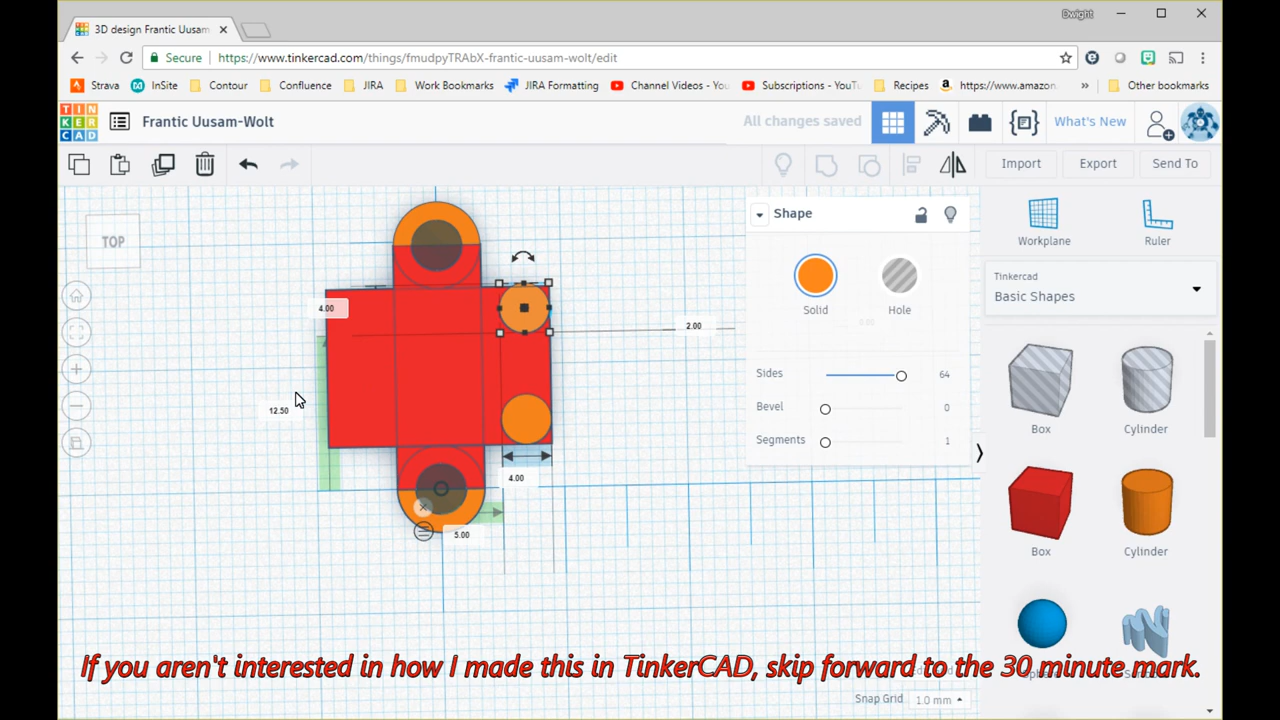 Dwight
3D design Frantic Uusam
Secure
https://www.tinkercad.com/things/fmudpyTRAbX-frantic-uusam-wolt/edit
Strava
InSite
Contour
Confluence
JIRA
Work Bookmarks
JIRA Formatting
Channel Videos - You
Subscriptions - YouTu
Recipes
https://www.amazon
»
Other bookmarks
TIN
KER
CAD
Frantic Uusam-Wolt
All changes saved
What's New
Import
Export
Send To
TOP
Shape
Solid
Hole
Sides
64
Bevel
0
Segments
1
Workplane
Ruler
Tinkercad
Basic Shapes
Box
Cylinder
Box
Cylinder
4.00
2.00
12.50
4.00
5.00
If you aren't interested in how I made this in TinkerCAD, skip forward to the 30 minute mark.
Snap Grid
1.0 mm